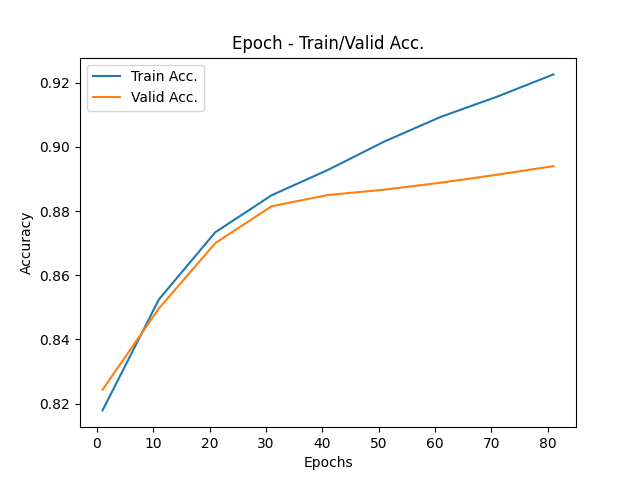 Epoch - Train/Valid Acc.
Train Acc.
Valid Acc.
0.92
0.90
0.88
0.86
0.84
0.82
Accuracy
0 10 20 30 40 50 60 70 80
Epochs